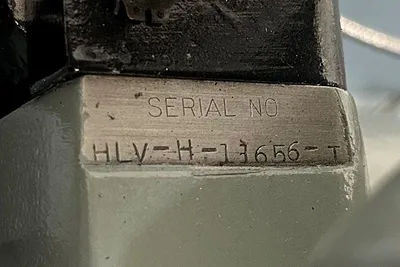 SERIAL NO
HLV-H-11656-T